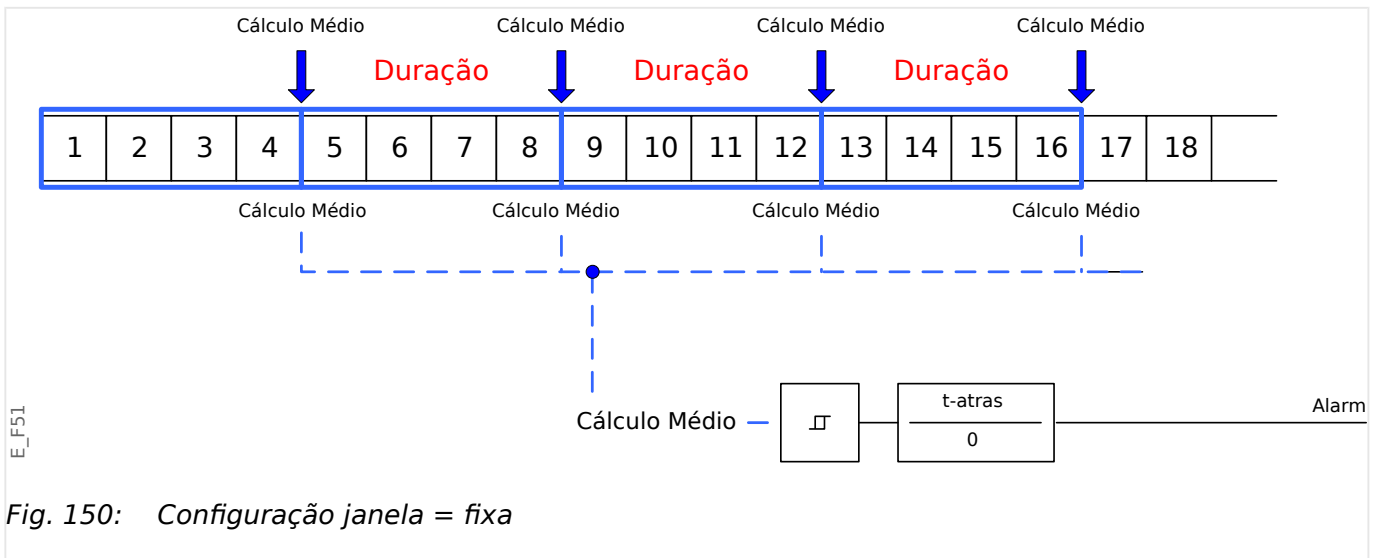 Cálculo Médio Cálculo Médio Cálculo Médio Cálculo Médio
Duração Duração Duração
1 2 3 4 5 6 7 8 9 10 11 12 13 14 15 16 17 18
Cálculo Médio Cálculo Médio Cálculo Médio Cálculo Médio
t-atras
Alarm
Cálculo Médio
0
E_F51
Fig. 150: Configuração janela = fixa